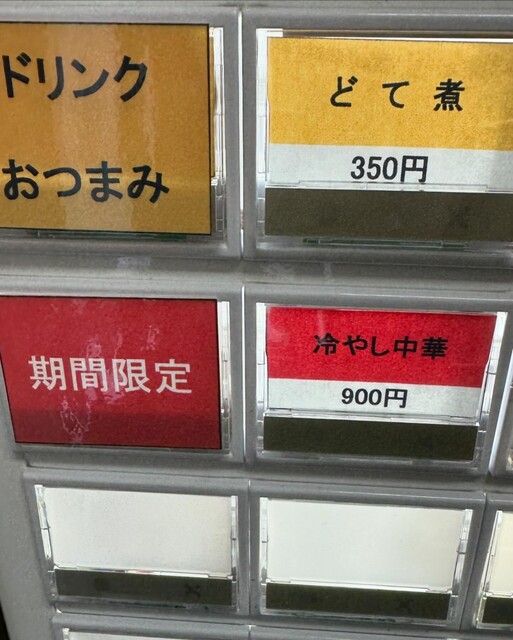 ドリンク
おつまみ
どて煮
350円
期間限定
冷やし中華
900円